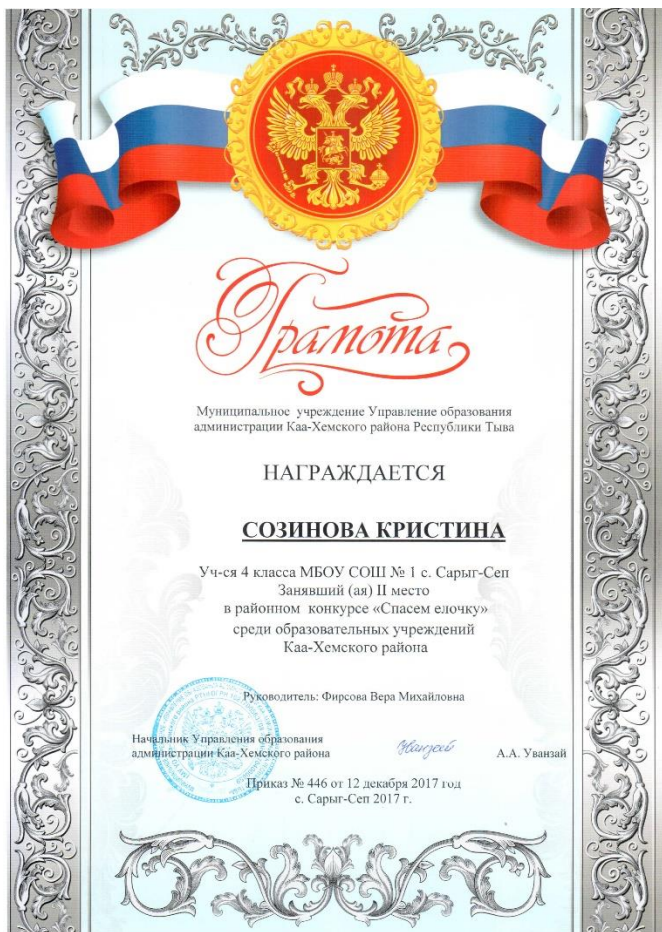 Грамота
Муниципальное учреждение Управление образования
администрации Каа-Хемского района Республики Тыва
НАГРАЖДАЕТСЯ
СОЗИНОВА КРИСТИНА
Уч-ся 4 класса МБОУ СОШ № 1 с. Сарыг-Сеп
Занявший (ая) II место
в районном конкурсе «Спасем елочку»
среди образовательных учреждений
Каа-Хемского района
Руководитель: Фирсова Вера Михайловна
Начальник Управления образования
администрации Каа-Хемского района
А.А. Уванзай
Приказ № 446 от 12 декабря 2017 год
с. Сарыг-Сеп 2017 г.